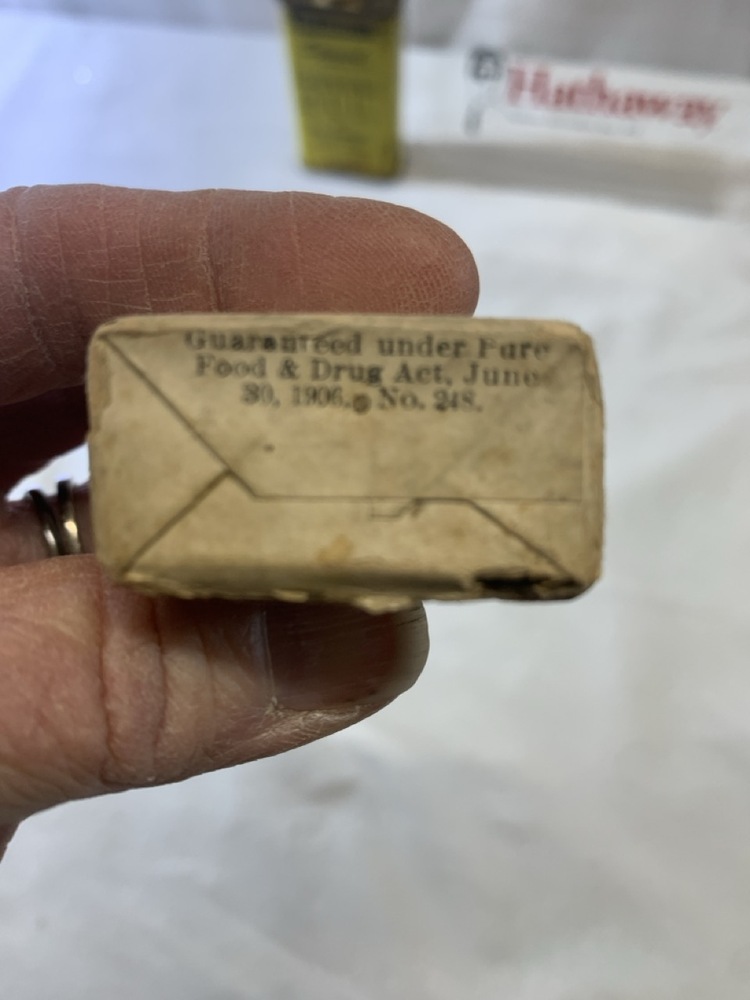 Hathaway
Guaranteed under Pure
Food & Drug Act, June
30, 1906. No. 248.